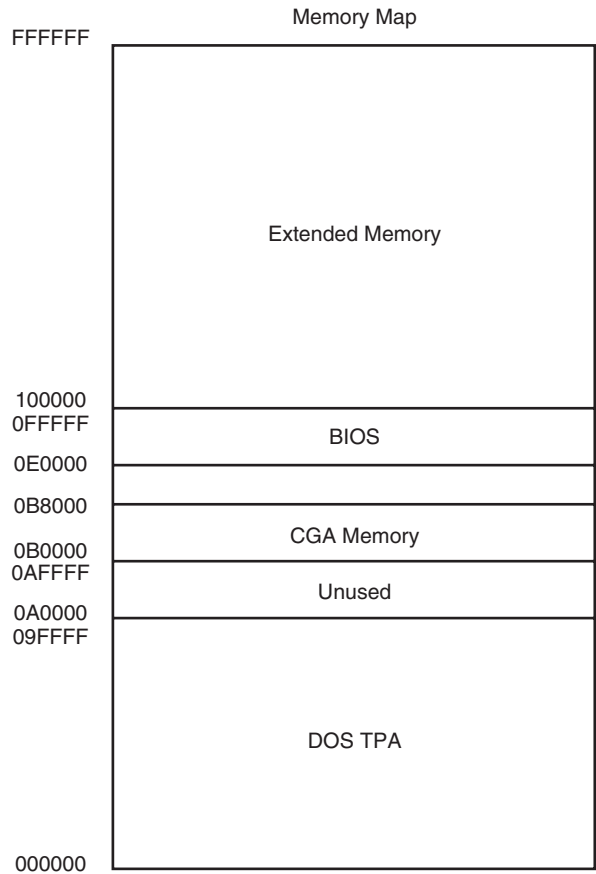 Memory Map
FFFFFF
Extended Memory
100000
0FFFFF
BIOS
0E0000
0B8000
CGA Memory
0B0000
0AFFFF
Unused
0A0000
09FFFF
DOS TPA
000000